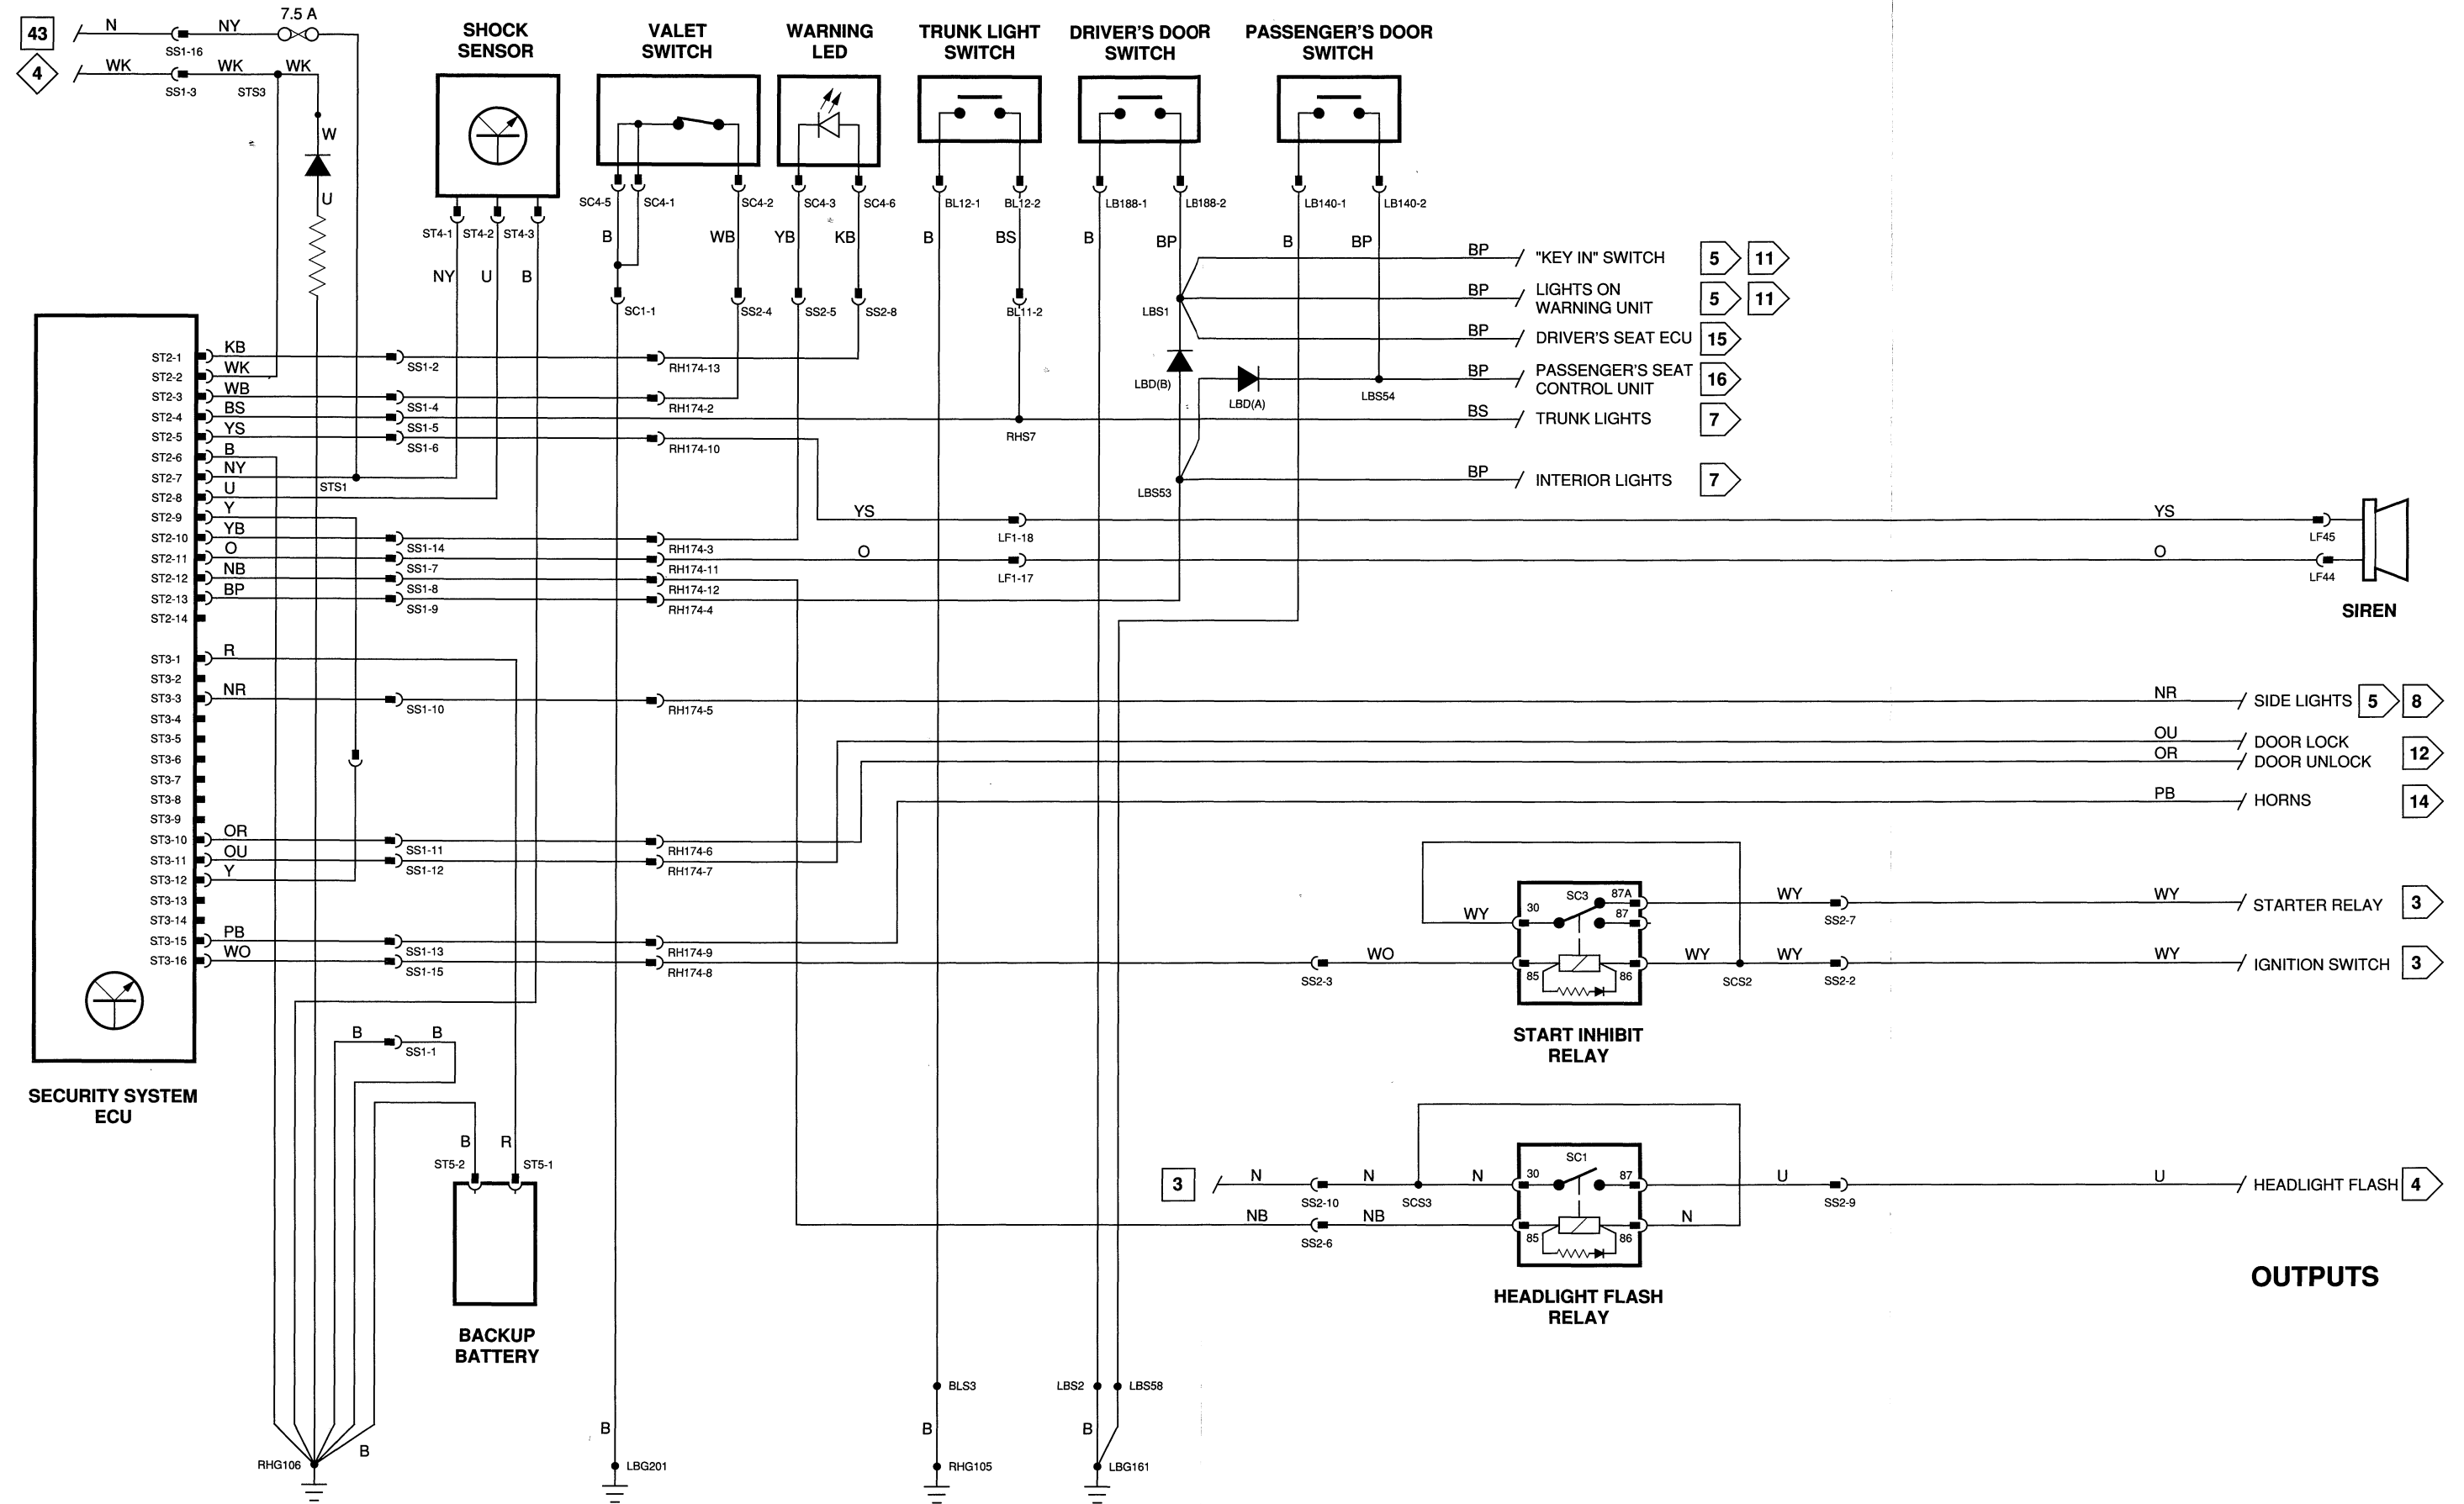 43
N
SS1-16
NY
7.5 A
4
WK
SS1-3
WK
STS3
WK
W
U
SHOCK
SENSOR
VALET
SWITCH
WARNING
LED
TRUNK LIGHT
SWITCH
DRIVER'S DOOR
SWITCH
PASSENGER'S DOOR
SWITCH
ST4-1
ST4-2
ST4-3
NY
U
B
SC4-5
SC4-1
SC4-2
SC4-3
SC4-6
BL12-1
BL12-2
LB188-1
LB188-2
LB140-1
LB140-2
B
WB
YB
KB
B
BS
B
BP
B
BP
SC1-1
SS2-4
SS2-5
SS2-8
BL11-2
LBS1
BP
"KEY IN" SWITCH
5
11
BP
LIGHTS ON
WARNING UNIT
5
11
BP
DRIVER'S SEAT ECU
15
LBD(B)
LBD(A)
LBS54
BP
PASSENGER'S SEAT
CONTROL UNIT
16
RHS7
BS
TRUNK LIGHTS
7
LBS53
BP
INTERIOR LIGHTS
7
ST2-1
KB
SS1-2
RH174-13
ST2-2
WK
ST2-3
WB
SS1-4
RH174-2
ST2-4
BS
SS1-5
ST2-5
YS
SS1-6
RH174-10
ST2-6
B
ST2-7
NY
STS1
ST2-8
U
ST2-9
Y
YS
LF1-18
YS
LF45
ST2-10
YB
SS1-14
RH174-3
ST2-11
O
SS1-7
RH174-11
O
LF1-17
O
LF44
SIREN
ST2-12
NB
SS1-8
RH174-12
ST2-13
BP
SS1-9
RH174-4
ST2-14
ST3-1
R
ST3-2
ST3-3
NR
SS1-10
RH174-5
NR
SIDE LIGHTS
5
8
ST3-4
ST3-5
OU
DOOR LOCK
OR
DOOR UNLOCK
12
ST3-6
ST3-7
ST3-8
PB
HORNS
14
ST3-9
ST3-10
OR
SS1-11
RH174-6
ST3-11
OU
SS1-12
RH174-7
ST3-12
Y
ST3-13
ST3-14
ST3-15
PB
SS1-13
RH174-9
ST3-16
WO
SS1-15
RH174-8
SS2-3
WO
WY
30
SC3
87A
87
85
86
WY
SS2-7
WY
STARTER RELAY
3
WY
SCS2
WY
SS2-2
WY
IGNITION SWITCH
3
START INHIBIT
RELAY
SECURITY SYSTEM
ECU
B
SS1-1
B
B
R
ST5-2
ST5-1
BACKUP
BATTERY
3
N
SS2-10
N
SCS3
N
30
SC1
87
85
86
U
SS2-9
U
HEADLIGHT FLASH
4
NB
SS2-6
NB
N
HEADLIGHT FLASH
RELAY
OUTPUTS
BLS3
LBS2
LBS58
B
B
B
B
RHG106
LBG201
RHG105
LBG161